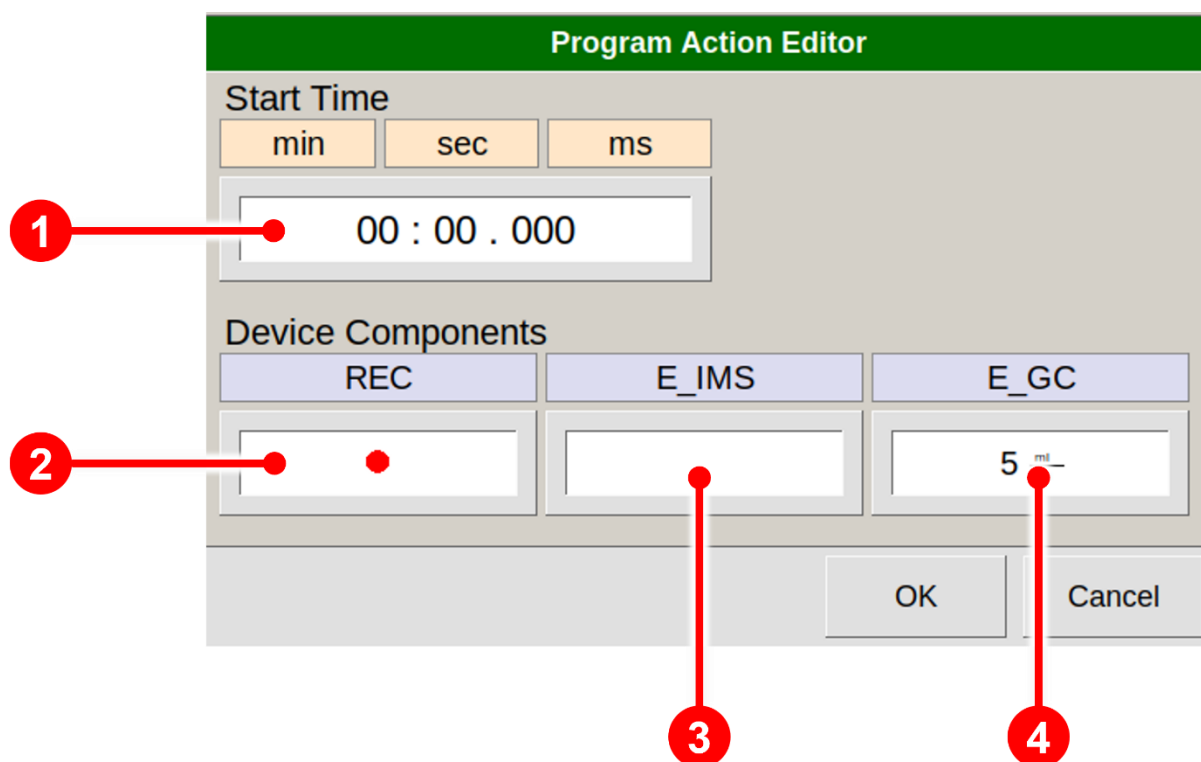 Program Action Editor
Start Time
min sec ms
1 00 : 00 . 000
Device Components
REC E_IMS E_GC
2 5 ml
OK Cancel
3 4